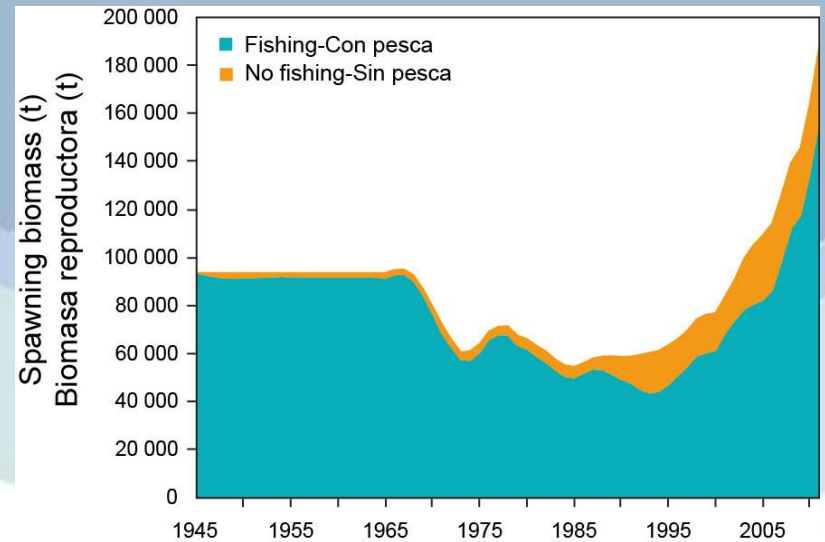 Spawning biomass (t)
Biomasa reproductora (t)
200 000
180 000
160 000
140 000
120 000
100 000
80 000
60 000
40 000
20 000
0
Fishing-Con pesca
No fishing-Sin pesca
1945 1955 1965 1975 1985 1995 2005